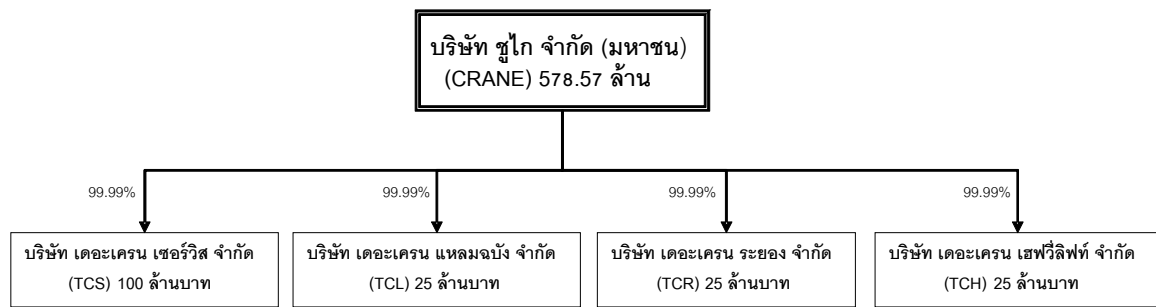 บริษัท ชูไก จำกัด (มหาชน)
(CRANE) 578.57 ล้าน
99.99%
99.99%
99.99%
99.99%
บริษัท เดอะเครน เซอร์วิส จำกัด
(TCS) 100 ล้านบาท
บริษัท เดอะเครน แหลมฉบัง จำกัด
(TCL) 25 ล้านบาท
บริษัท เดอะเครน ระยอง จำกัด
(TCR) 25 ล้านบาท
บริษัท เดอะเครน เฮฟวี่ลิฟท์ จำกัด
(TCH) 25 ล้านบาท